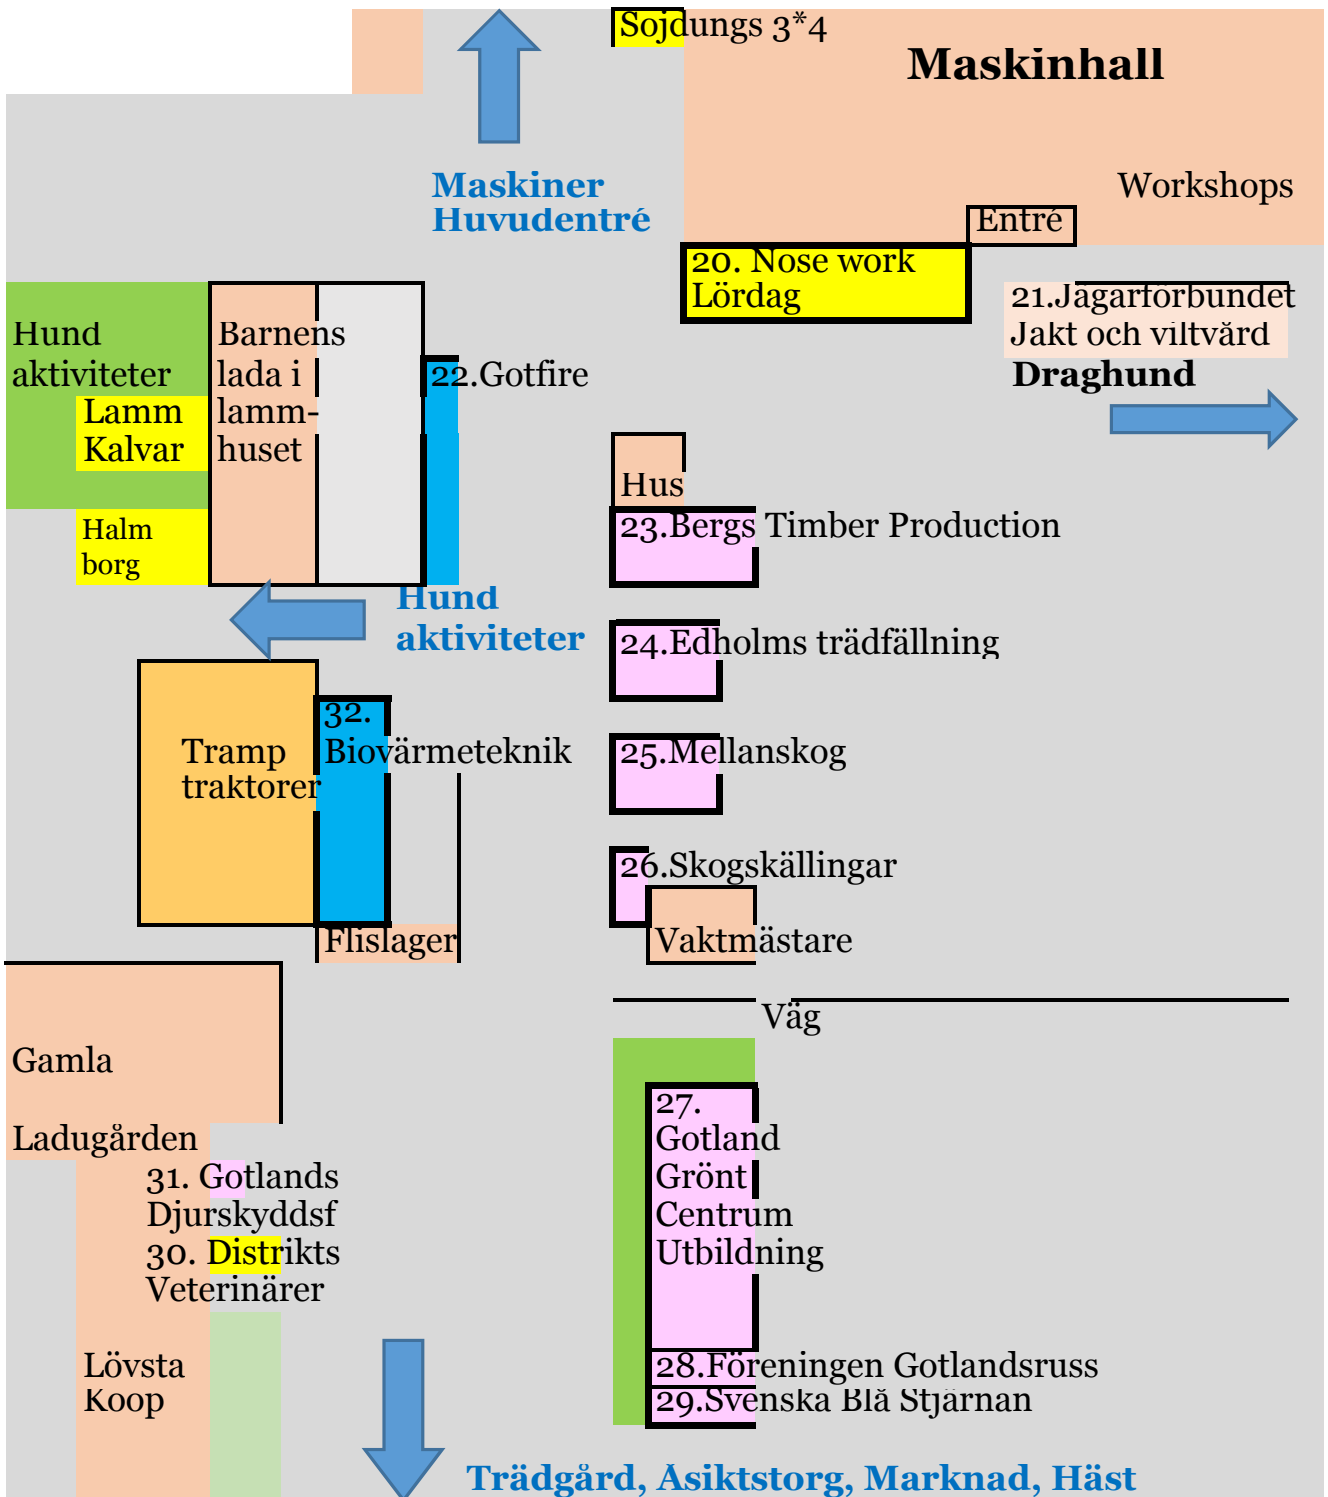 Sojdungs 3*4
Maskinhall
Maskiner
Huvudentré
Workshops
Entré
20. Nose work
Lördag
21.Jägarförbundet
Jakt och viltvård
Draghund
Hund
aktiviteter
Lamm
Kalvar
Halm
borg
Barnens
lada i
lamm-
huset
22.Gotfire
Hus
23.Bergs Timber Production
Hund
aktiviteter
24.Edholms trädfällning
32.
Biovärmeteknik
Tramp
traktorer
25.Mellanskog
26.Skogskällingar
Flislager
Vaktmästare
Väg
Gamla
Ladugården
27.
Gotland
Grönt
Centrum
Utbildning
31. Gotlands
Djurskyddsf
30. Distrikts
Veterinärer
Lövsta
Koop
28.Föreningen Gotlandsruss
29.Svenska Blå Stjärnan
Trädgård, Åsiktstorg, Marknad, Häst